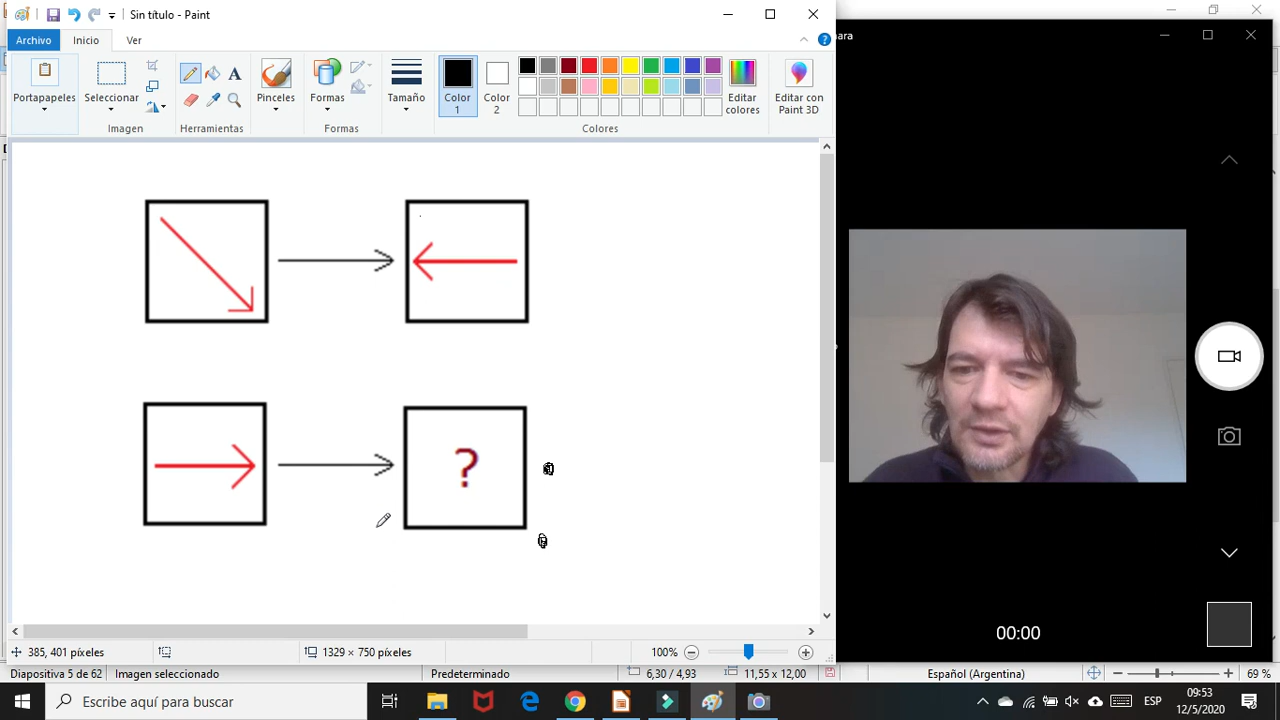 Sin título - Paint
ara
Archivo Inicio Ver
Portapapeles Seleccionar Pinceles Formas Tamaño Color 1 Color 2 Editar colores Editar con Paint 3D
Imagen Herramientas Formas Colores
?
00:00
385, 401 píxeles 1329 × 750 píxeles 100%
Diapositiva 5 de 62 Imagen seleccionado Predeterminado 6,30 / 4,93 11,55 x 12,00 Español (Argentina) 69 %
Escribe aquí para buscar ESP 09:53
12/5/2020